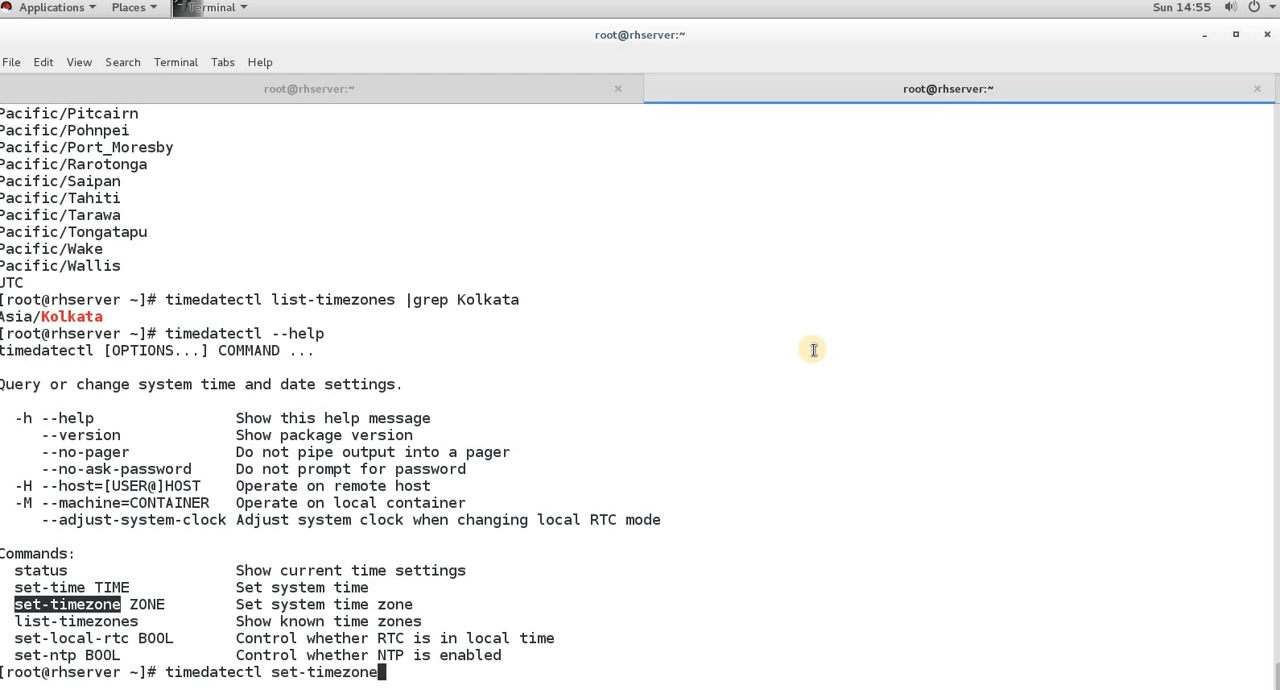 Applications Places Terminal Sun 14:55
root@rhserver:~
File Edit View Search Terminal Tabs Help
root@rhserver:~ root@rhserver:~
Pacific/Pitcairn
Pacific/Pohnpei
Pacific/Port_Moresby
Pacific/Rarotonga
Pacific/Saipan
Pacific/Tahiti
Pacific/Tarawa
Pacific/Tongatapu
Pacific/Wake
Pacific/Wallis
UTC
[root@rhserver ~]# timedatectl list-timezones |grep Kolkata
Asia/Kolkata
[root@rhserver ~]# timedatectl --help
timedatectl [OPTIONS...] COMMAND ...
Query or change system time and date settings.
-h --help Show this help message
--version Show package version
--no-pager Do not pipe output into a pager
--no-ask-password Do not prompt for password
-H --host=[USER@]HOST Operate on remote host
-M --machine=CONTAINER Operate on local container
--adjust-system-clock Adjust system clock when changing local RTC mode
Commands:
status Show current time settings
set-time TIME Set system time
set-timezone ZONE Set system time zone
list-timezones Show known time zones
set-local-rtc BOOL Control whether RTC is in local time
set-ntp BOOL Control whether NTP is enabled
[root@rhserver ~]# timedatectl set-timezone